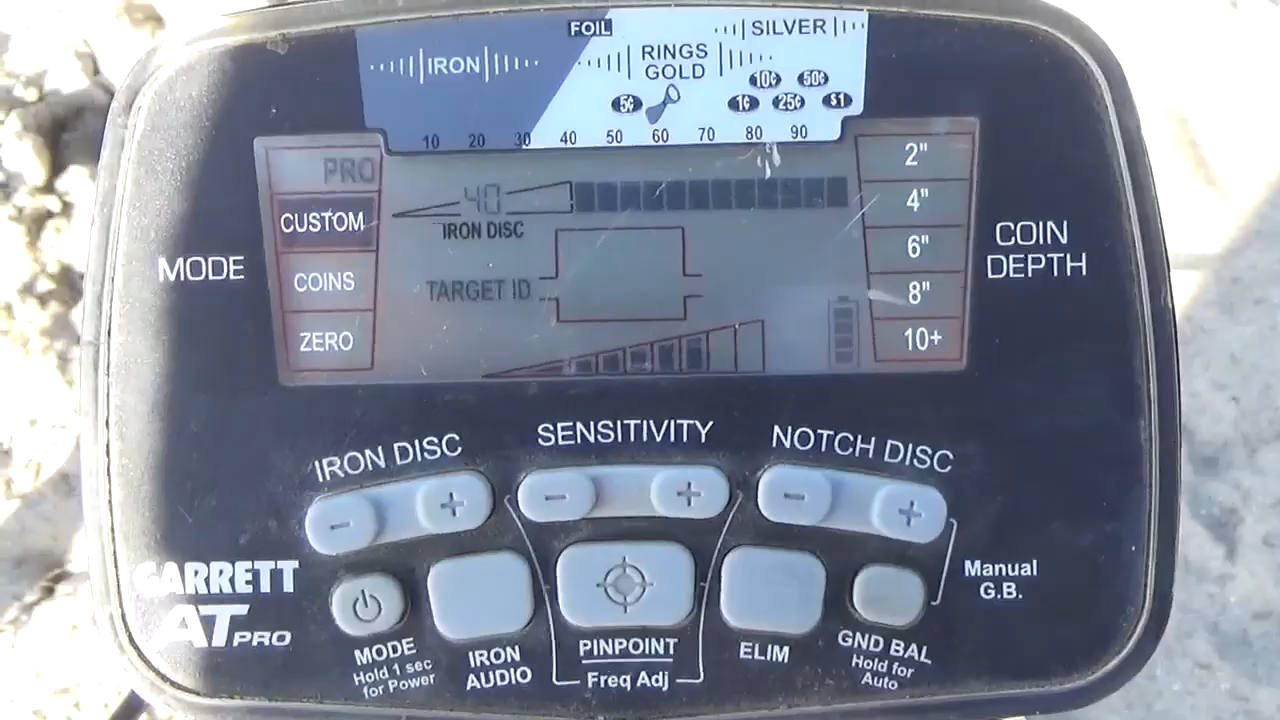 FOIL
SILVER
IRON
RINGS
GOLD
10¢ 50¢
5¢ 1¢ 25¢ $1
10 20 30 40 50 60 70 80 90
PRO
CUSTOM
COINS
ZERO
MODE
40
IRON DISC
TARGET ID
2"
4"
6"
8"
10+
COIN
DEPTH
IRON DISC
SENSITIVITY
NOTCH DISC
- +
- +
- +
Manual
G.B.
GARRETT
AT PRO
MODE
Hold 1 sec
for Power
IRON
AUDIO
PINPOINT
Freq Adj
ELIM
GND BAL
Hold for
Auto